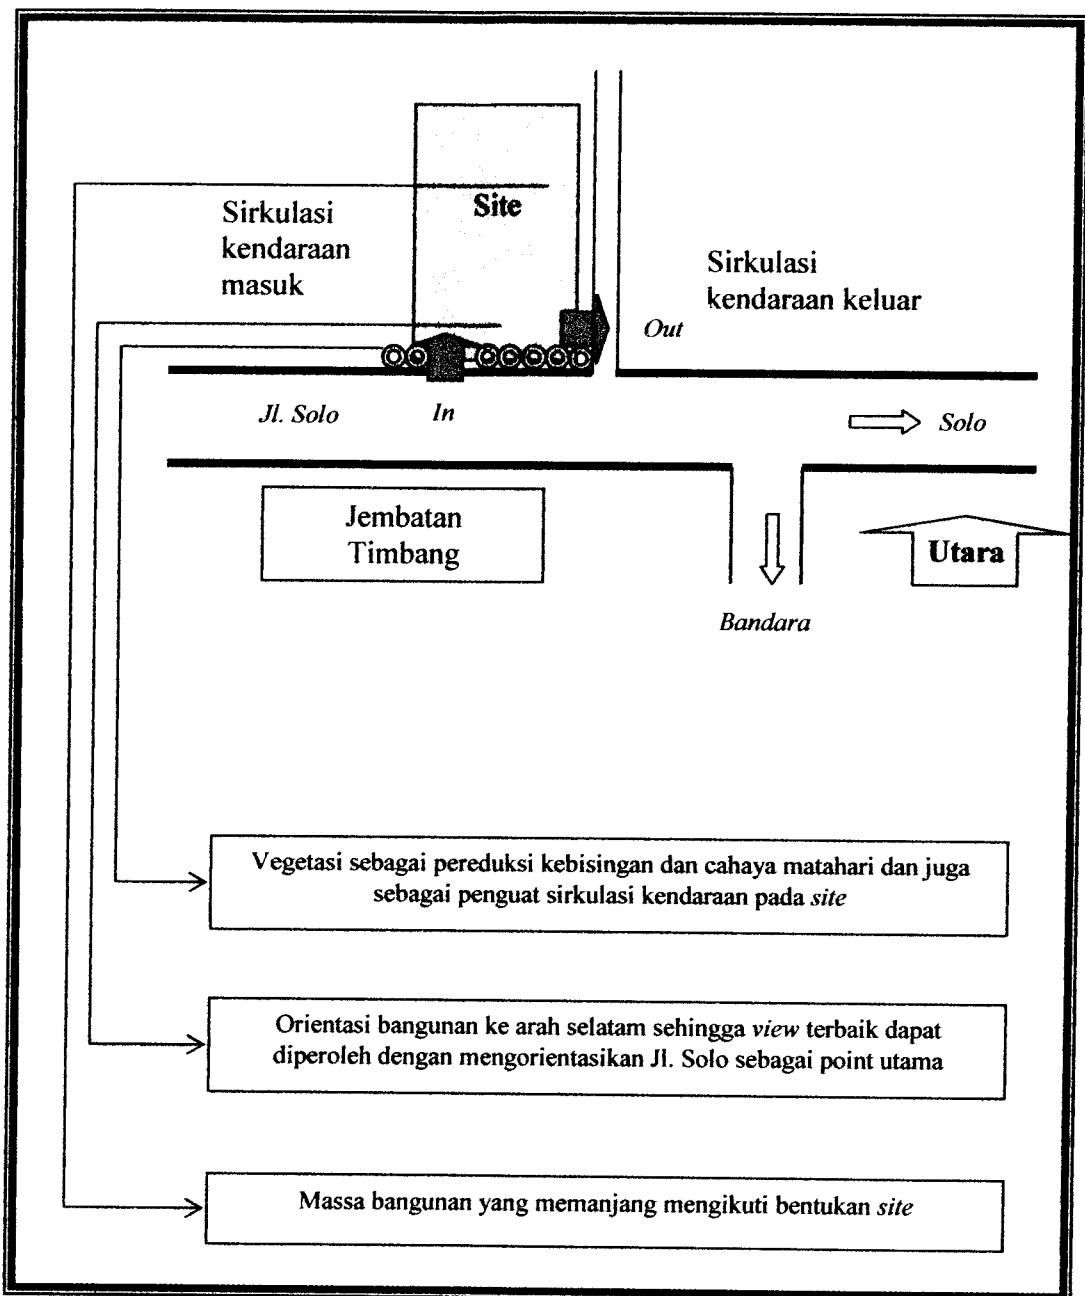 Site
Sirkulasi
kendaraan
masuk
Sirkulasi
kendaraan keluar
Out
Jl. Solo
In
Solo
Jembatan
Timbang
Utara
Bandara
Vegetasi sebagai pereduksi kebisingan dan cahaya matahari dan juga
sebagai penguat sirkulasi kendaraan pada site
Orientasi bangunan ke arah selatam sehingga view terbaik dapat
diperoleh dengan mengorientasikan Jl. Solo sebagai point utama
Massa bangunan yang memanjang mengikuti bentukan site